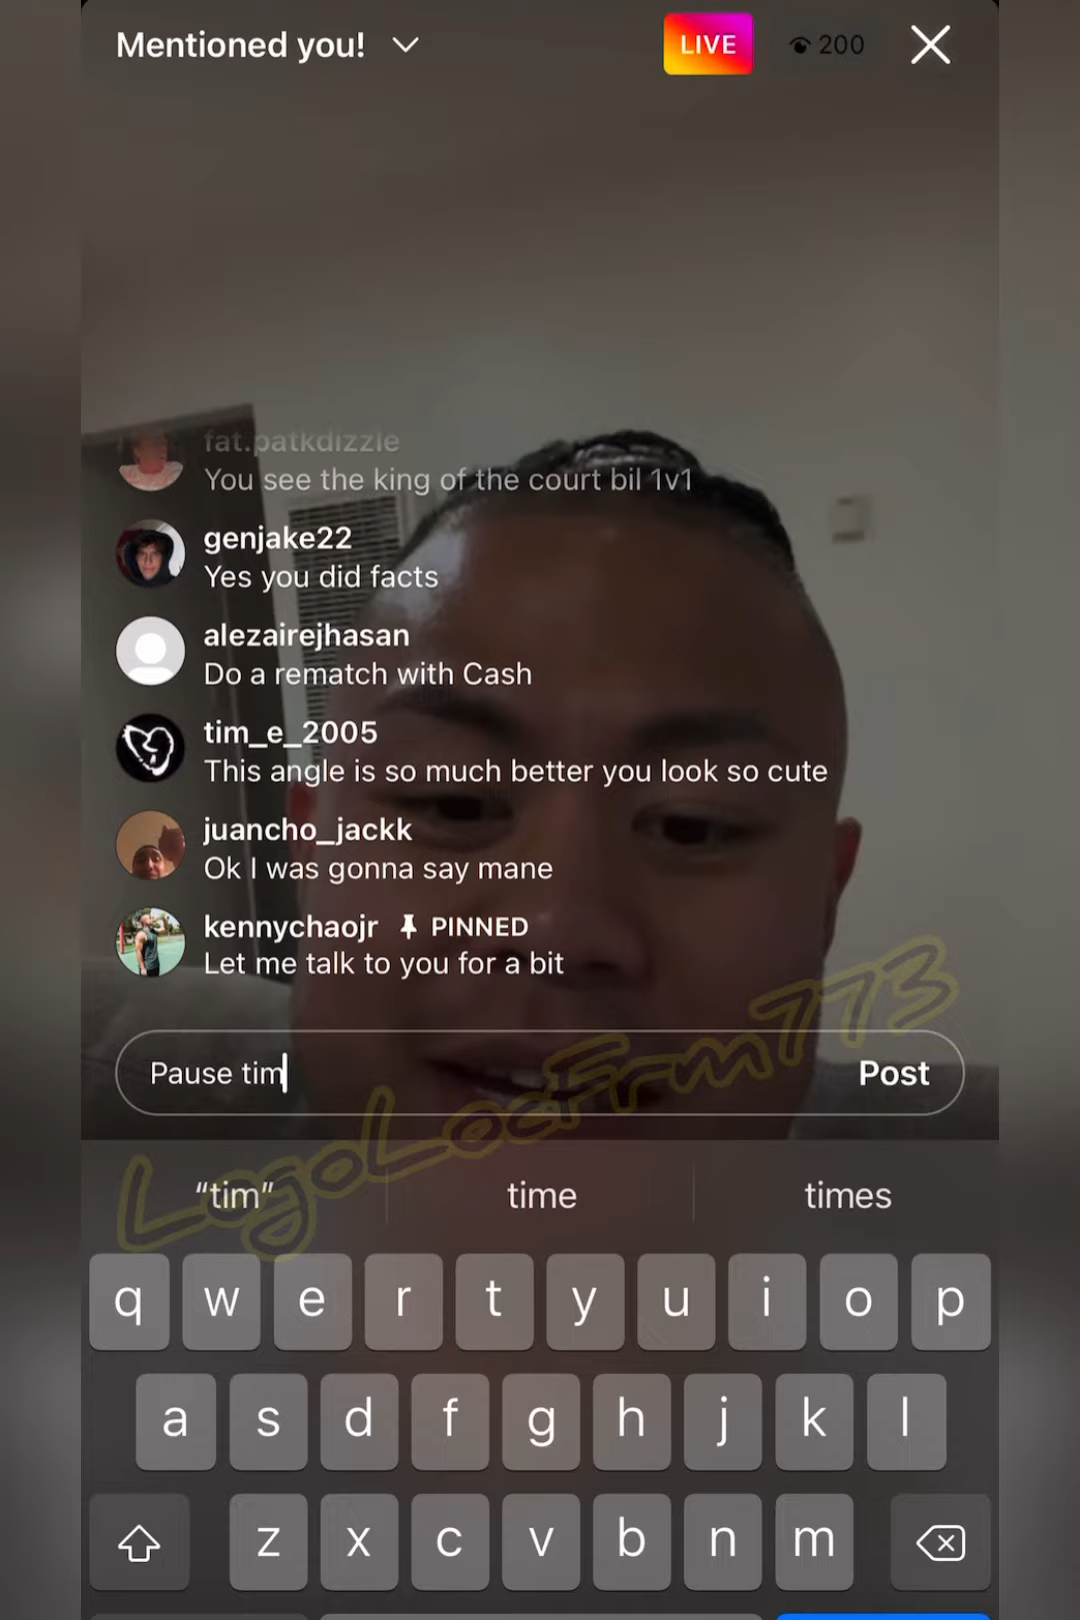 Mentioned you!
LIVE
200
fat.patkdizzle
You see the king of the court bil 1v1
genjake22
Yes you did facts
alezairejhasan
Do a rematch with Cash
tim_e_2005
This angle is so much better you look so cute
juancho_jackk
Ok I was gonna say mane
kennychaojr PINNED
Let me talk to you for a bit
Pause tim
Post
LogoLocFrm773
“tim” time times
q w e r t y u i o p
a s d f g h j k l
z x c v b n m